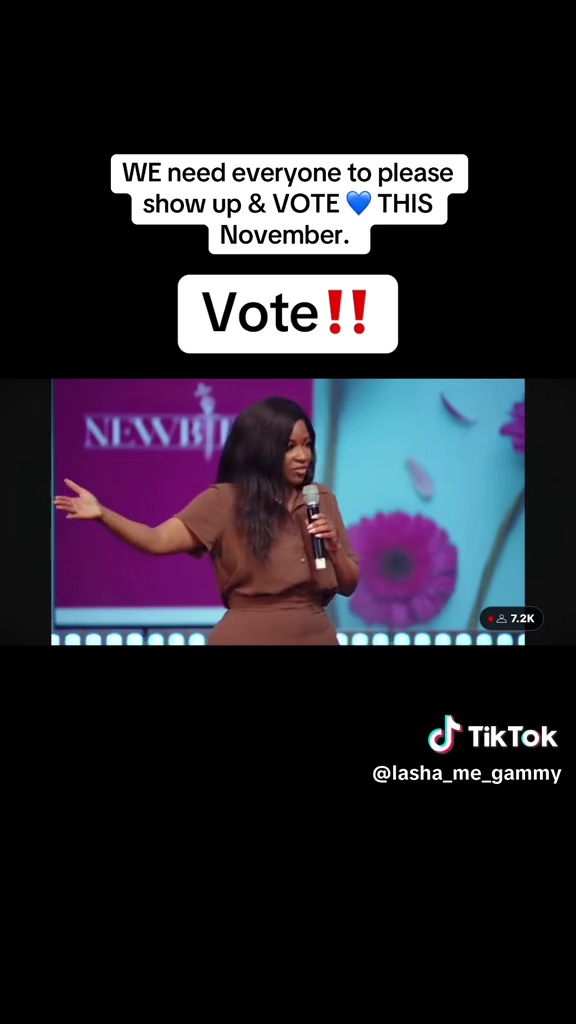 WE need everyone to please
show up & VOTE 💙 THIS
November.
Vote‼️
7.2K
TikTok
@lasha_me_gammy